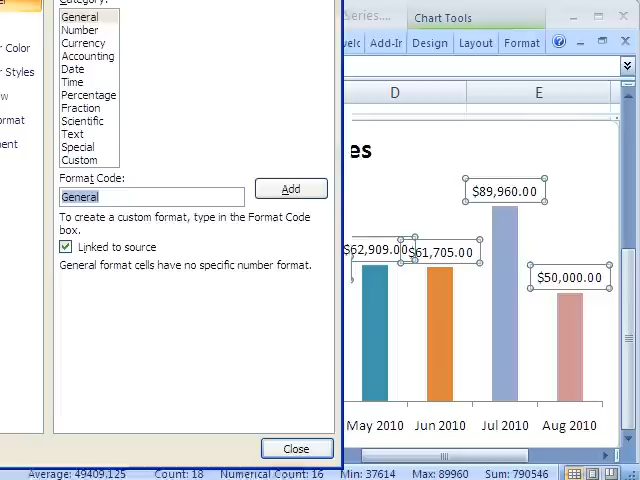 Series...
Chart Tools
Add-In
Design
Layout
Format
Category:
General
Number
Currency
Accounting
Date
Time
Percentage
Fraction
Scientific
Text
Special
Custom
Format Code:
General
Add
To create a custom format, type in the Format Code
box.
Linked to source
General format cells have no specific number format.
Close
r Color
r Styles
D
E
es
$89,960.00
$62,909.00
$61,705.00
$50,000.00
May 2010
Jun 2010
Jul 2010
Aug 2010
Average: 49409.125
Count: 18
Numerical Count: 16
Min: 37614
Max: 89960
Sum: 790546